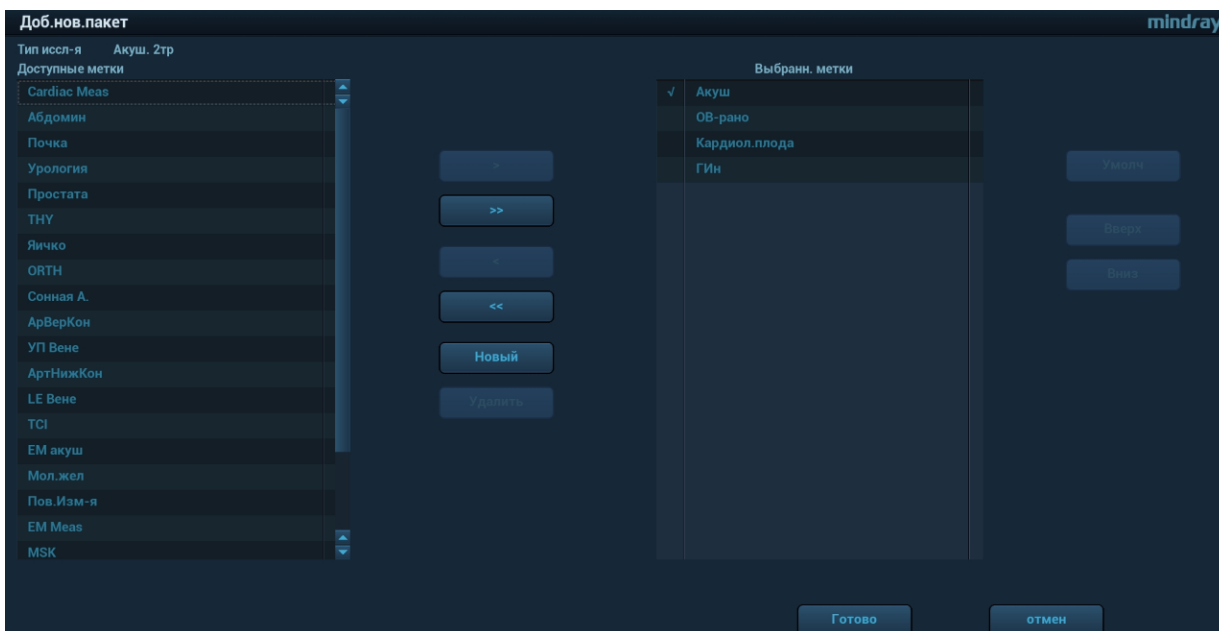 Доб.нов.пакет
mindray
Тип иссл-я Акуш. 2тр
Доступные метки
Cardiac Meas
Абдомин
Почка
Урология
Простата
THY
Яичко
ORTH
Сонная А.
АрВерКон
УП Вене
АртНижКон
LE Вене
TCI
ЕМ акуш
Мол.жел
Пов.Изм-я
EM Meas
MSK
>
>>
<
<<
Новый
Удалить
Выбранн. метки
√ Акуш
ОВ-рано
Кардиол.плода
ГИн
Умолч
Вверх
Вниз
Готово
отмен